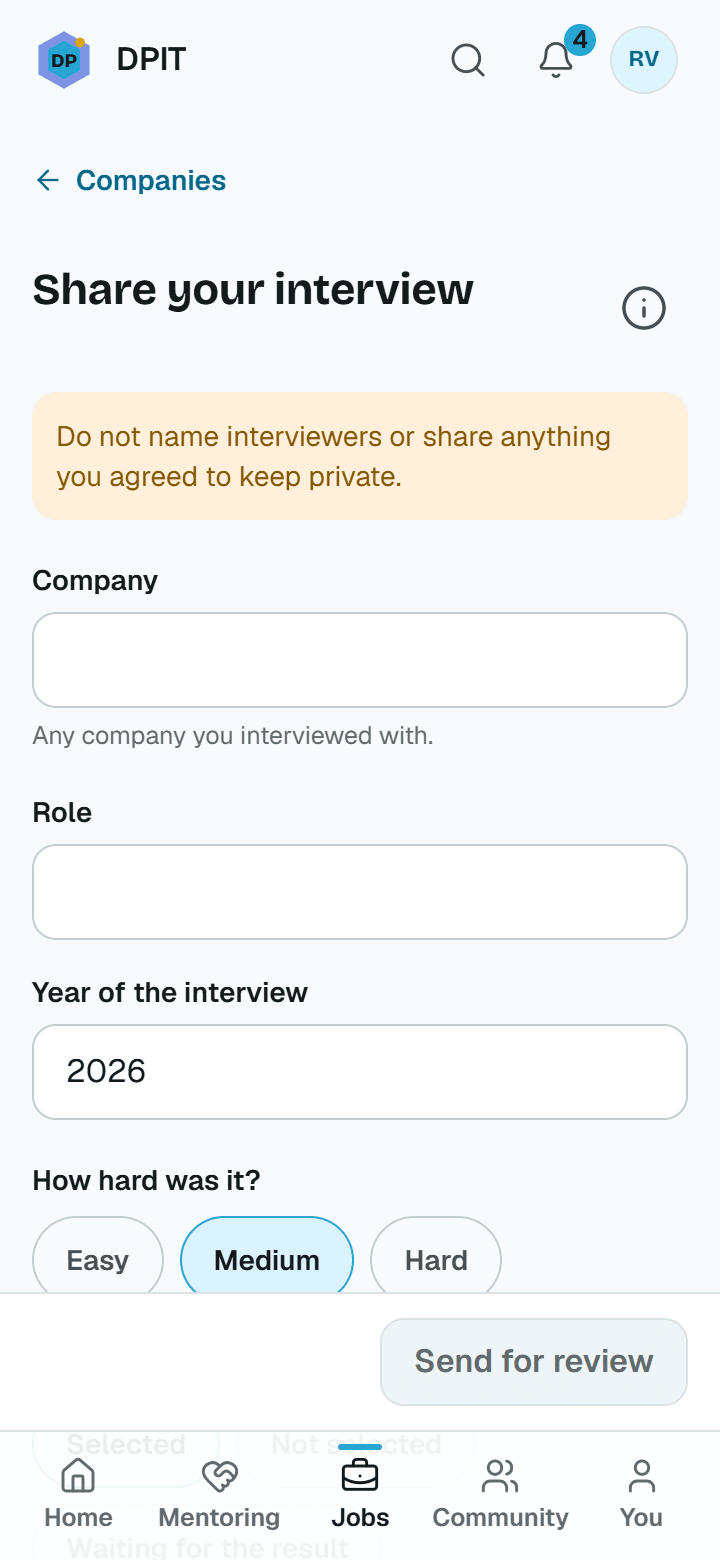 DP
DPIT
4
RV
Companies
Share your interview
Do not name interviewers or share anything
you agreed to keep private.
Company
Any company you interviewed with.
Role
Year of the interview
2026
How hard was it?
Easy
Medium
Hard
Send for review
Selected
Not selected
Home
Mentoring
Jobs
Community
You
Waiting for the result